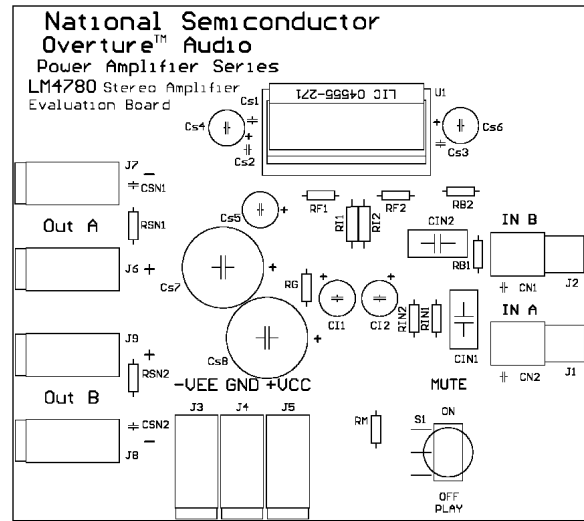 National Semiconductor
Overture™ Audio
Power Amplifier Series
LM4780 Stereo Amplifier
Evaluation Board
LIC 04555-271
U1
Cs1
Cs4
Cs2
Cs6
Cs3
J7
−
CSN1
RSN1
Out A
J6
+
Cs5
+
RF1
RI1
RI2
RF2
RB2
CIN2
IN B
RB1
CN1
J2
Cs7
+
RG
+
CI1
+
CI2
RIN2
RIN1
CIN1
IN A
CN2
J1
J9
+
RSN2
Cs8
+
-VEE GND +VCC
MUTE
Out B
CSN2
−
J8
J3
J4
J5
RM
S1
ON
OFF
PLAY